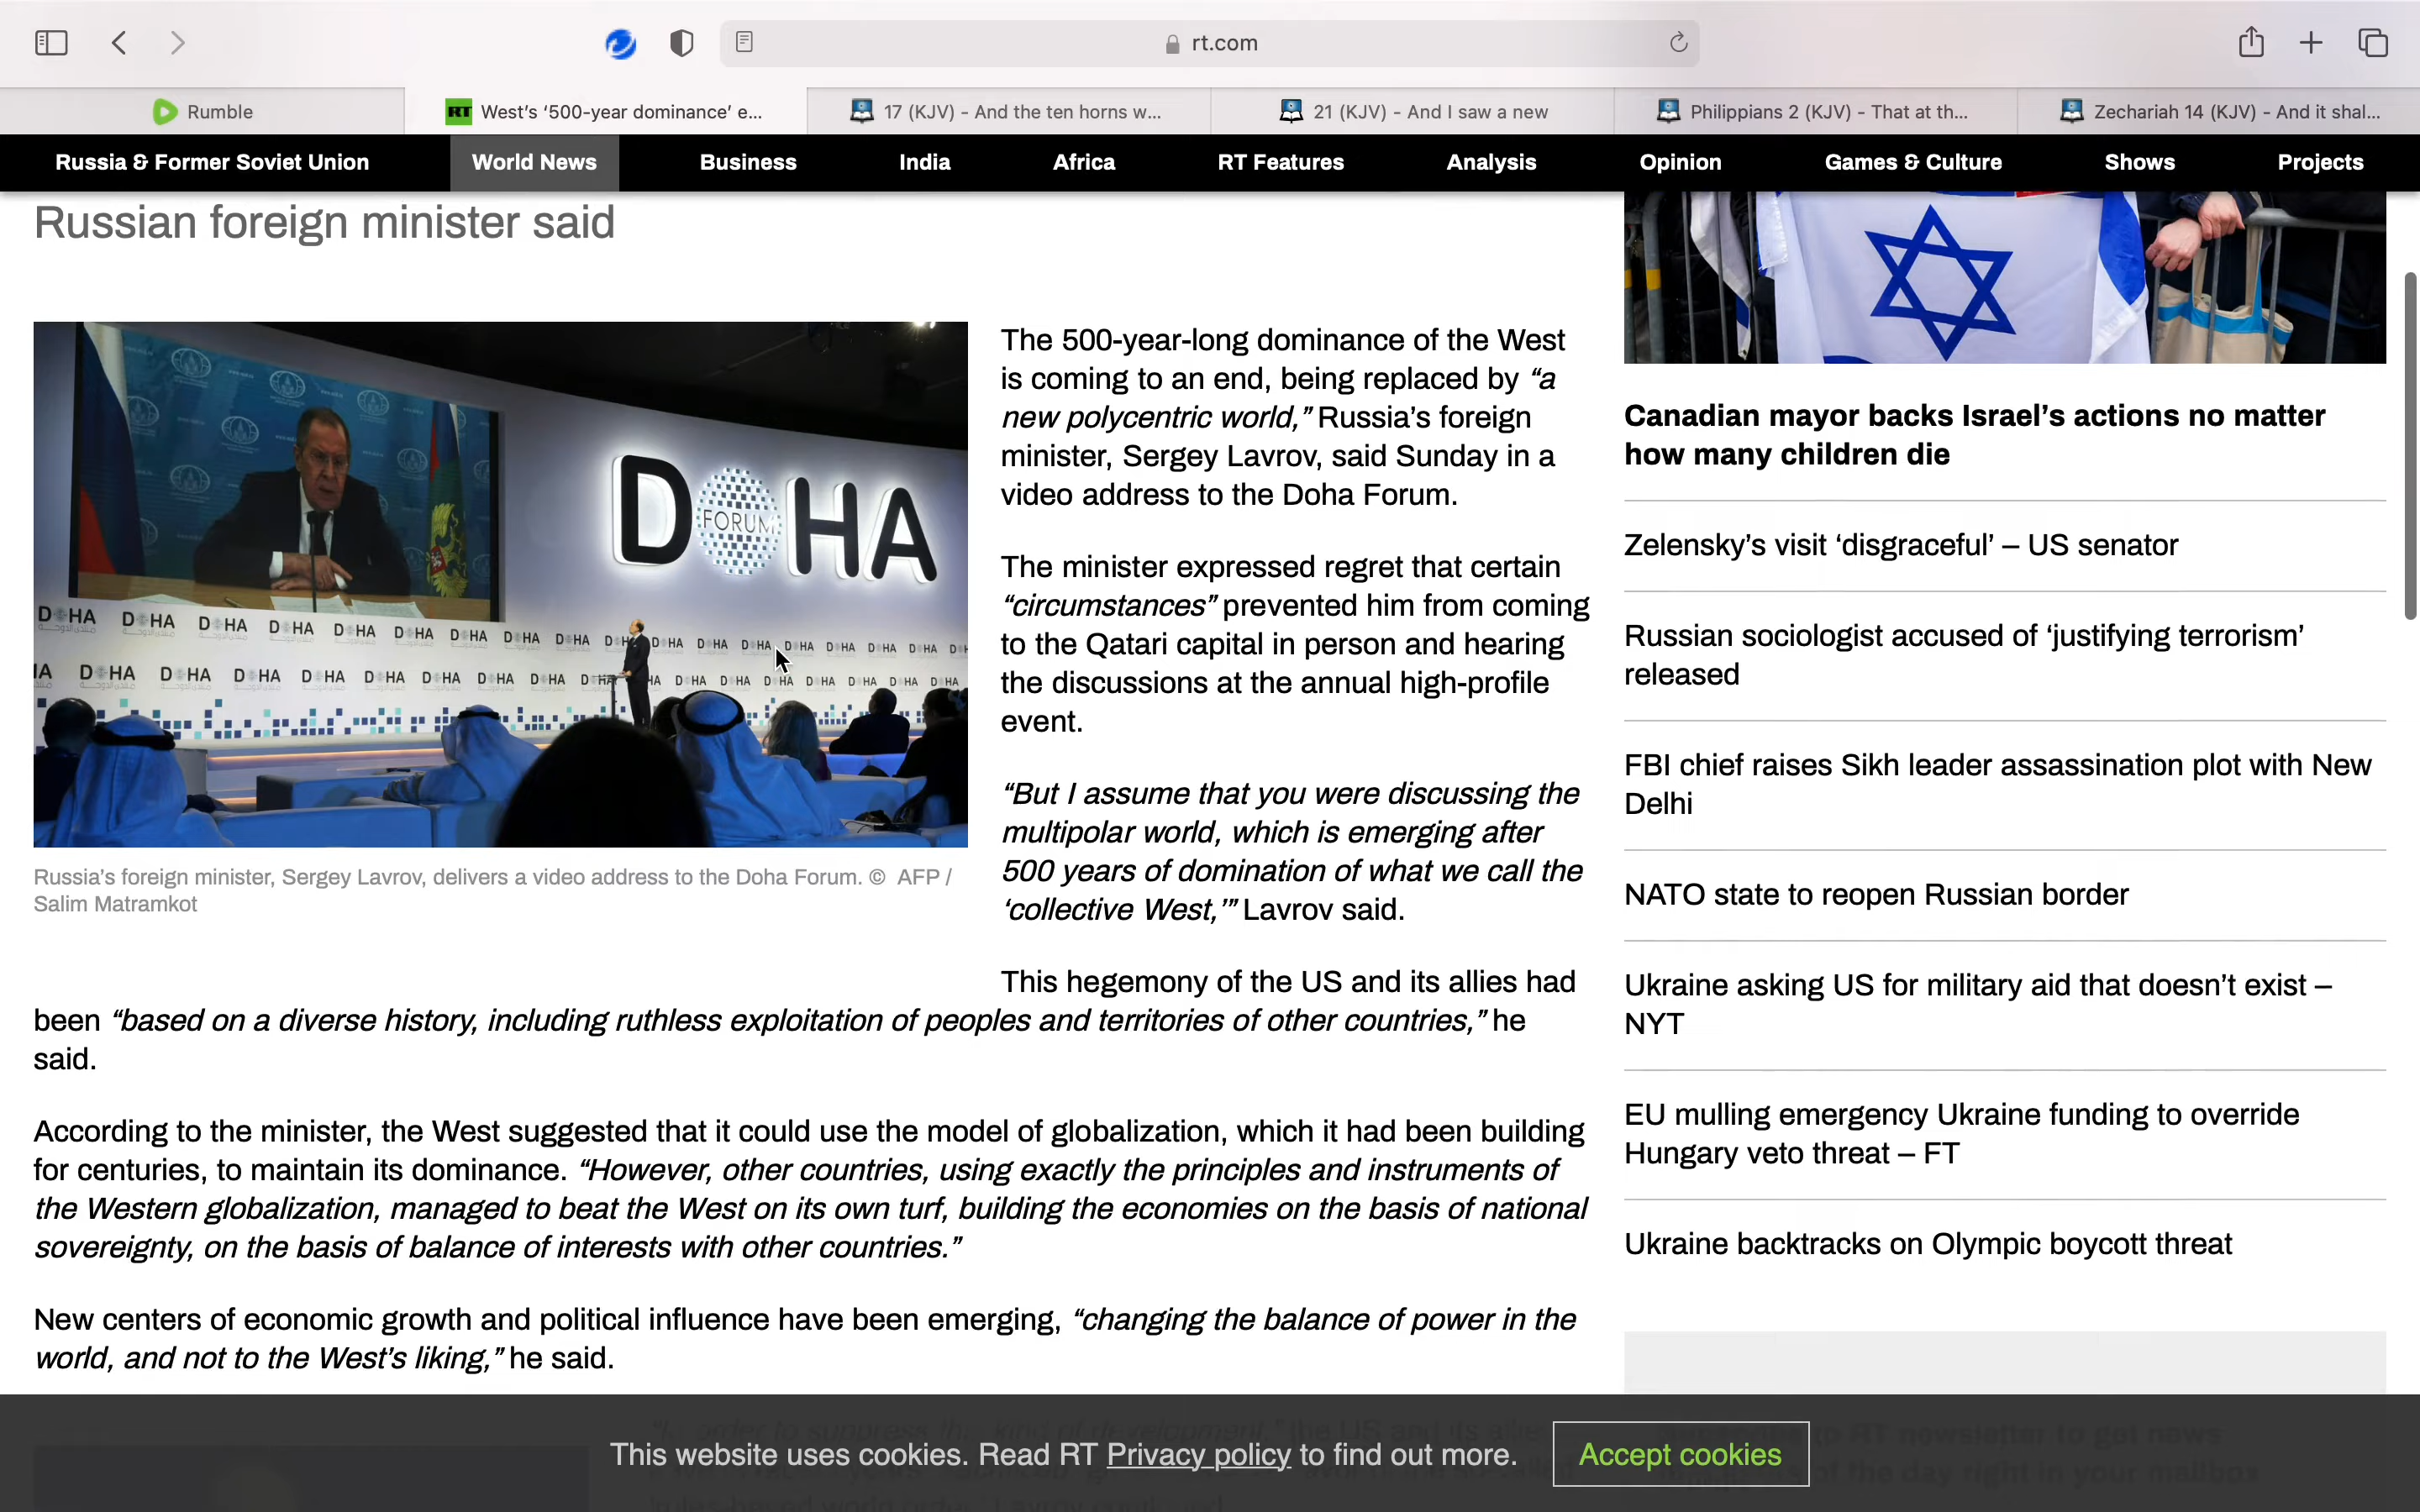 rt.com
Rumble
RT West's ‘500-year dominance’ e...
17 (KJV) - And the ten horns w...
21 (KJV) - And I saw a new
Philippians 2 (KJV) - That at th...
Zechariah 14 (KJV) - And it shal...
Russia & Former Soviet Union
World News
Business
India
Africa
RT Features
Analysis
Opinion
Games & Culture
Shows
Projects
Russian foreign minister said
DOHA
FORUM
Russia’s foreign minister, Sergey Lavrov, delivers a video address to the Doha Forum. © AFP /
Salim Matramkot
The 500-year-long dominance of the West
is coming to an end, being replaced by “a
new polycentric world,” Russia’s foreign
minister, Sergey Lavrov, said Sunday in a
video address to the Doha Forum.
The minister expressed regret that certain
“circumstances” prevented him from coming
to the Qatari capital in person and hearing
the discussions at the annual high-profile
event.
“But I assume that you were discussing the
multipolar world, which is emerging after
500 years of domination of what we call the
‘collective West,’” Lavrov said.
This hegemony of the US and its allies had
been “based on a diverse history, including ruthless exploitation of peoples and territories of other countries,” he
said.
According to the minister, the West suggested that it could use the model of globalization, which it had been building
for centuries, to maintain its dominance. “However, other countries, using exactly the principles and instruments of
the Western globalization, managed to beat the West on its own turf, building the economies on the basis of national
sovereignty, on the basis of balance of interests with other countries.”
New centers of economic growth and political influence have been emerging, “changing the balance of power in the
world, and not to the West’s liking,” he said.
Canadian mayor backs Israel’s actions no matter
how many children die
Zelensky’s visit ‘disgraceful’ – US senator
Russian sociologist accused of ‘justifying terrorism’
released
FBI chief raises Sikh leader assassination plot with New
Delhi
NATO state to reopen Russian border
Ukraine asking US for military aid that doesn’t exist –
NYT
EU mulling emergency Ukraine funding to override
Hungary veto threat – FT
Ukraine backtracks on Olympic boycott threat
This website uses cookies. Read RT Privacy policy to find out more.
Accept cookies